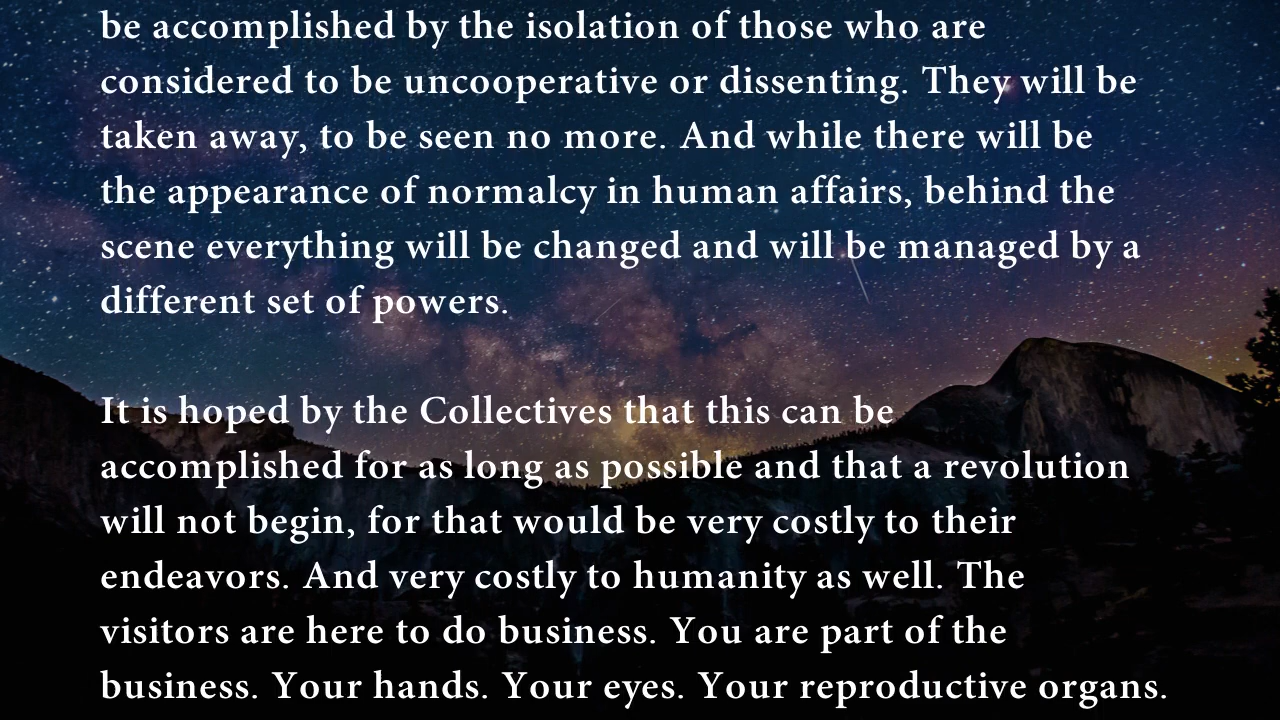 be accomplished by the isolation of those who are
considered to be uncooperative or dissenting. They will be
taken away, to be seen no more. And while there will be
the appearance of normalcy in human affairs, behind the
scene everything will be changed and will be managed by a
different set of powers.
It is hoped by the Collectives that this can be
accomplished for as long as possible and that a revolution
will not begin, for that would be very costly to their
endeavors. And very costly to humanity as well. The
visitors are here to do business. You are part of the
business. Your hands. Your eyes. Your reproductive organs.